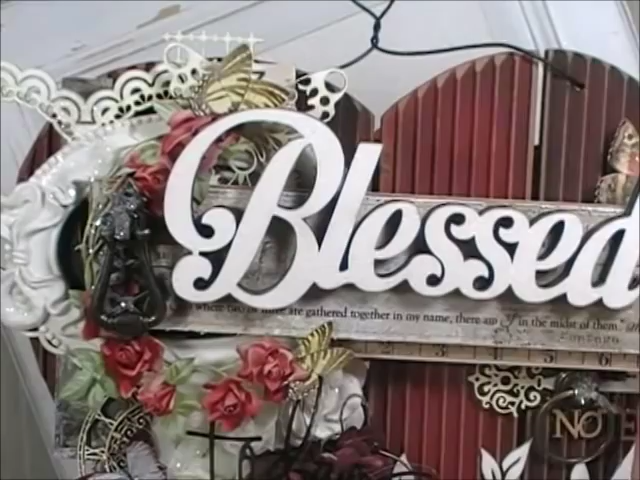 Blessed
where two or three are gathered together in my name, there am I in the midst of them."
2 3 5 6
NO